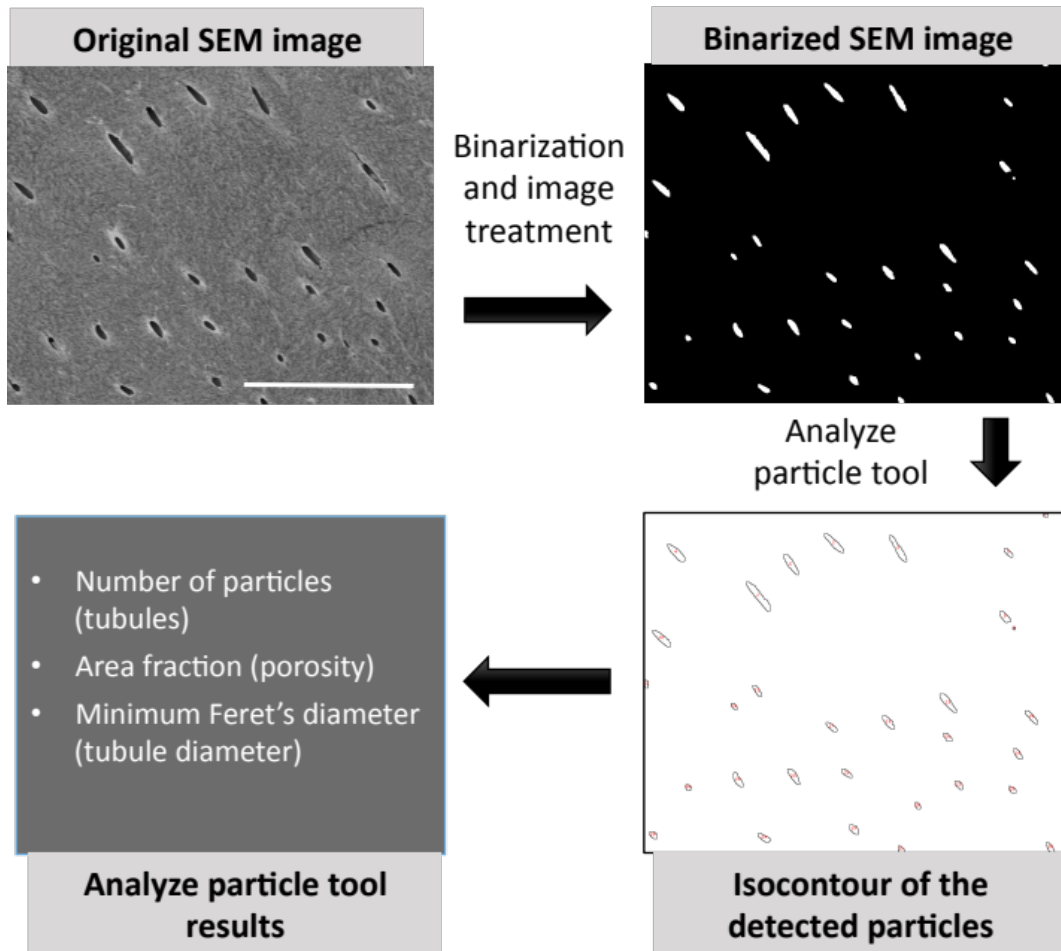 Original SEM image
Binarized SEM image
Binarization
and image
treatment
Analyze
particle tool
• Number of particles
(tubules)
• Area fraction (porosity)
• Minimum Feret’s diameter
(tubule diameter)
Analyze particle tool
results
Isocontour of the
detected particles